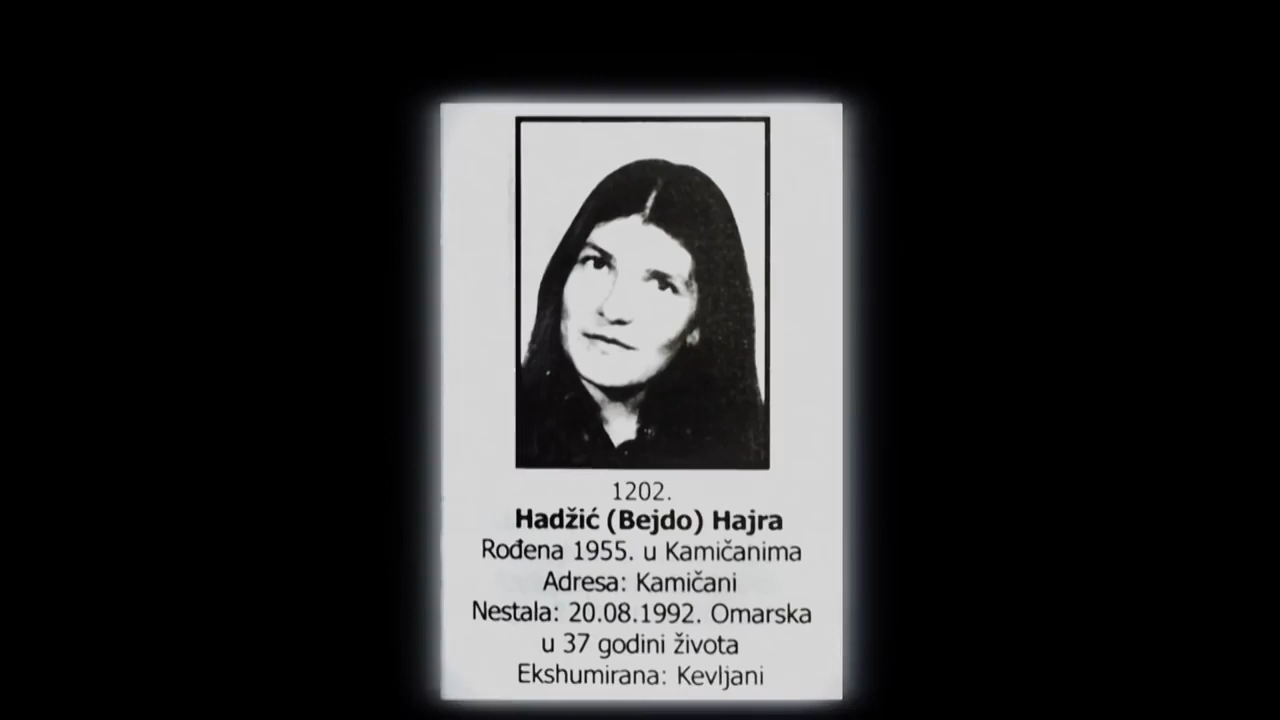 1202.
Hadžić (Bejdo) Hajra
Rođena 1955. u Kamičanima
Adresa: Kamičani
Nestala: 20.08.1992. Omarska
u 37 godini života
Ekshumirana: Kevljani